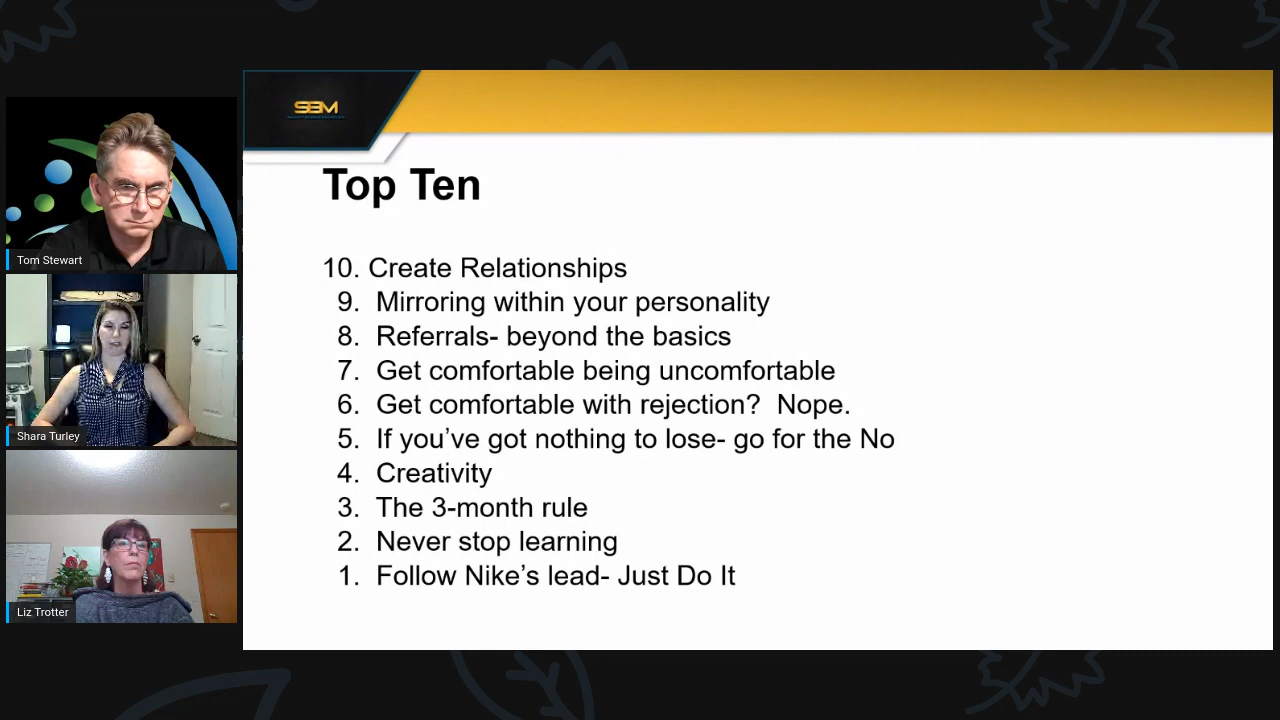 Tom Stewart
Shara Turley
Liz Trotter
SBM
Top Ten
10. Create Relationships
9. Mirroring within your personality
8. Referrals- beyond the basics
7. Get comfortable being uncomfortable
6. Get comfortable with rejection? Nope.
5. If you’ve got nothing to lose- go for the No
4. Creativity
3. The 3-month rule
2. Never stop learning
1. Follow Nike’s lead- Just Do It